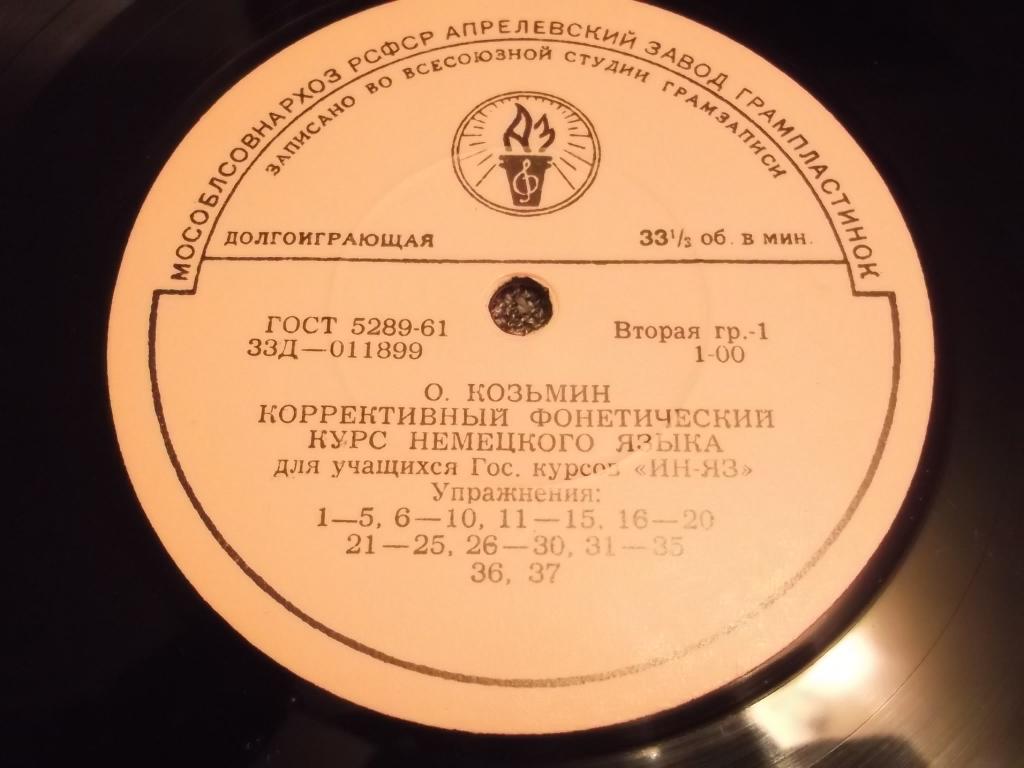 МОСОБЛСОВНАРХОЗ РСФСР АПРЕЛЕВСКИЙ ЗАВОД ГРАМПЛАСТИНОК
ЗАПИСАНО ВО ВСЕСОЮЗНОЙ СТУДИИ ГРАМЗАПИСИ
АЗ
ДОЛГОИГРАЮЩАЯ 33⅓ об. в мин.
ГОСТ 5289-61 Вторая гр.-1
33Д—011899 1-00
О. КОЗЬМИН
КОРРЕКТИВНЫЙ ФОНЕТИЧЕСКИЙ
КУРС НЕМЕЦКОГО ЯЗЫКА
для учащихся Гос. курсов «ИН-ЯЗ»
Упражнения:
1—5, 6—10, 11—15, 16—20
21—25, 26—30, 31—35
36, 37